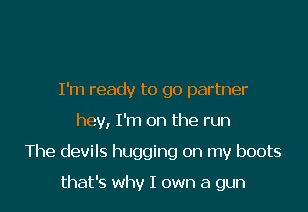 I'm ready to go partner
hey, I'm on the run
The devils hugging on my boots
that's why I own a gun